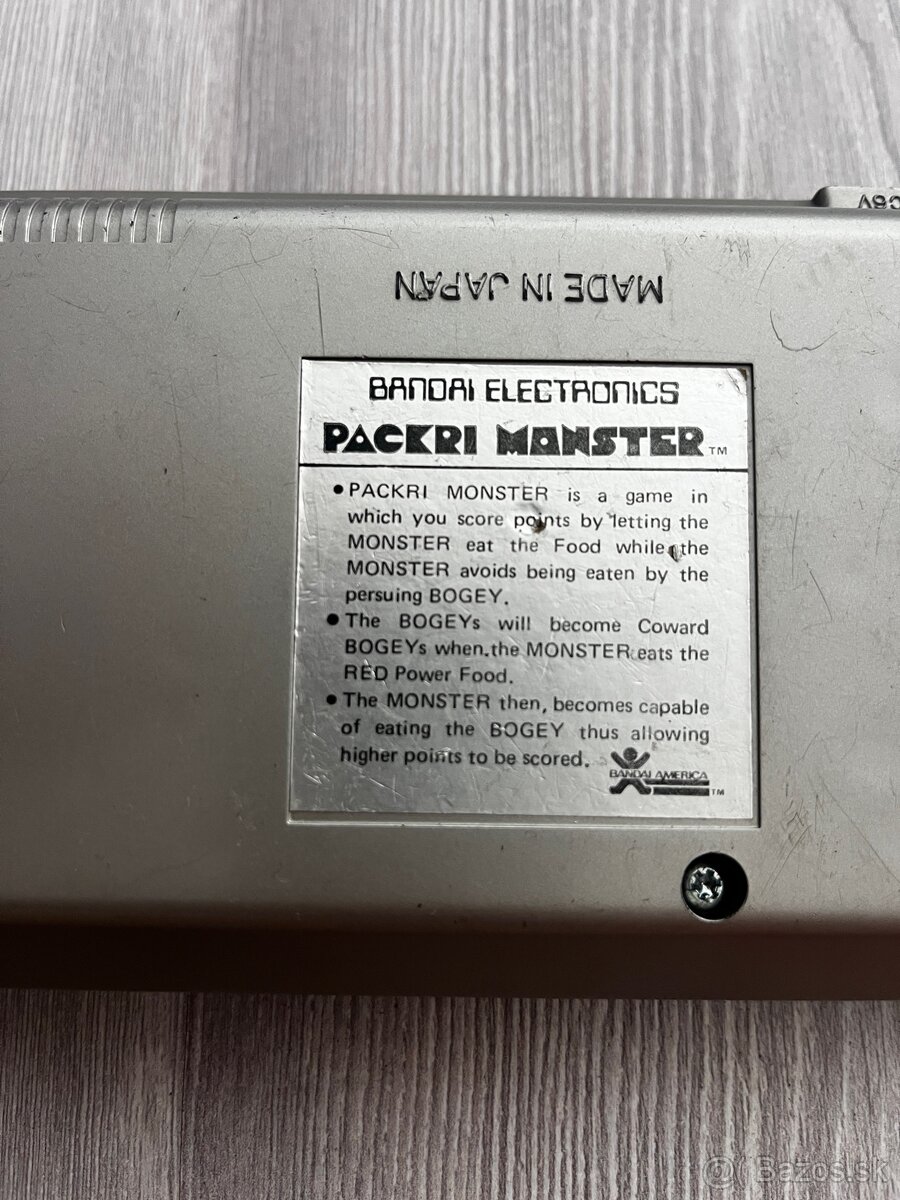 DC6V
MADE IN JAPAN
BANDAI ELECTRONICS
PACKRI MONSTER TM
• PACKRI MONSTER is a game in
which you score points by letting the
MONSTER eat the Food while the
MONSTER avoids being eaten by the
persuing BOGEY.
• The BOGEYs will become Coward
BOGEYs when the MONSTER eats the
RED Power Food.
• The MONSTER then, becomes capable
of eating the BOGEY thus allowing
higher points to be scored.
BANDAI AMERICA
TM
Bazos.sk